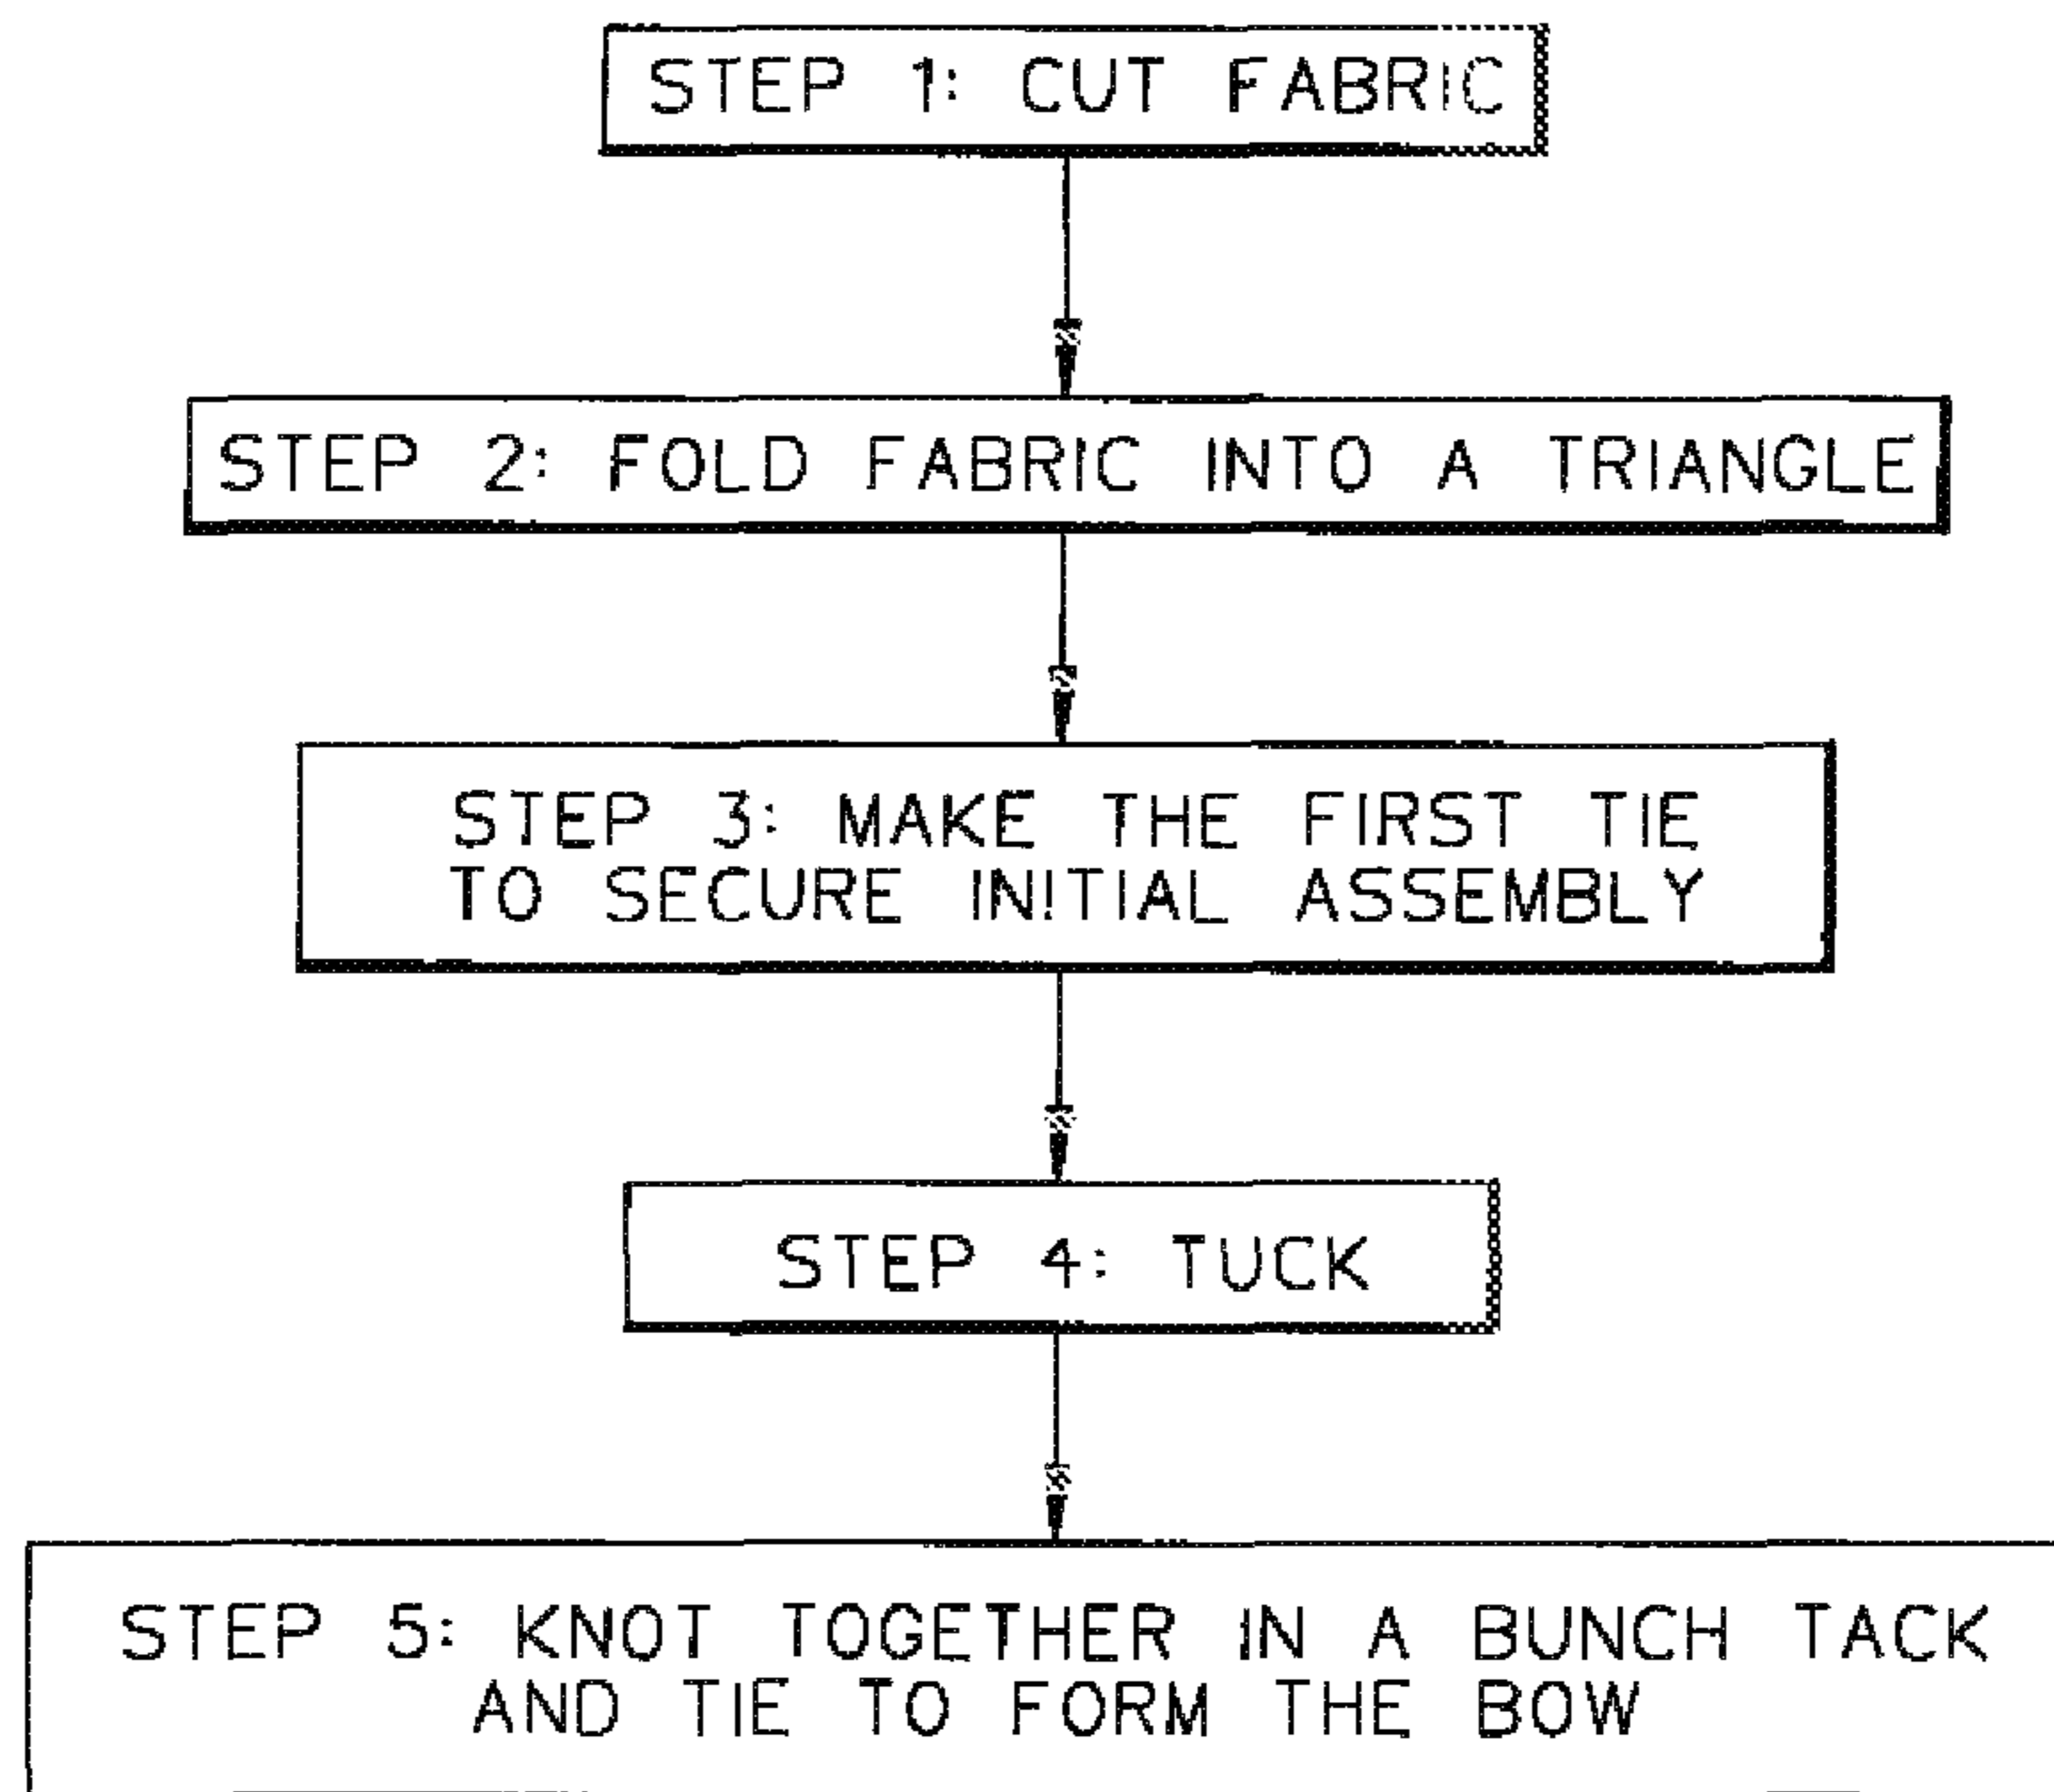 STEP 1: CUT FABRIC
STEP 2: FOLD FABRIC INTO A TRIANGLE
STEP 3: MAKE THE FIRST TIE
TO SECURE INITIAL ASSEMBLY
STEP 4: TUCK
STEP 5: KNOT TOGETHER IN A BUNCH TACK
AND TIE TO FORM THE BOW